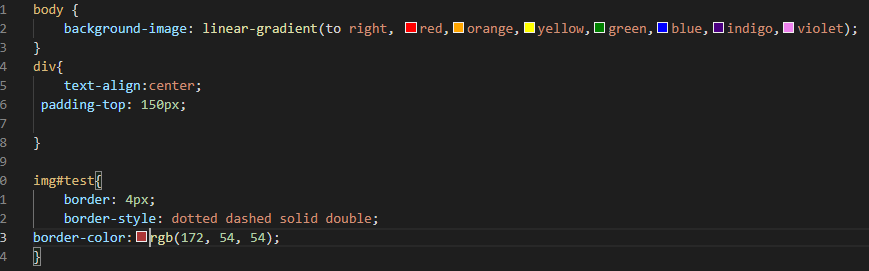 1 body {
2 background-image: linear-gradient(to right, red,orange,yellow,green,blue,indigo,violet);
3 }
4 div{
5 text-align:center;
6 padding-top: 150px;
7
8 }
9
0 img#test{
1 border: 4px;
2 border-style: dotted dashed solid double;
3 border-color: rgb(172, 54, 54);
4 }